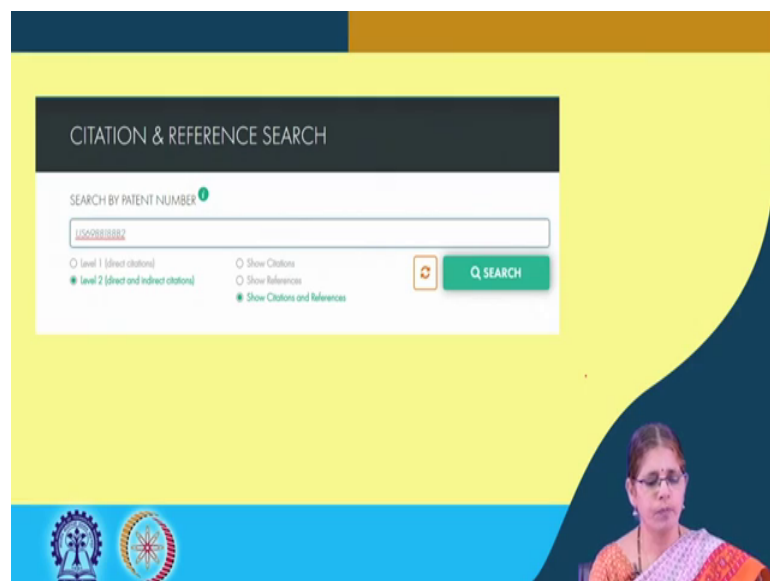 CITATION & REFERENCE SEARCH
SEARCH BY PATENT NUMBER
Level 1 (direct citations)
Show Citations
Level 2 (direct and indirect citations)
Show References
Show Citations and References
SEARCH